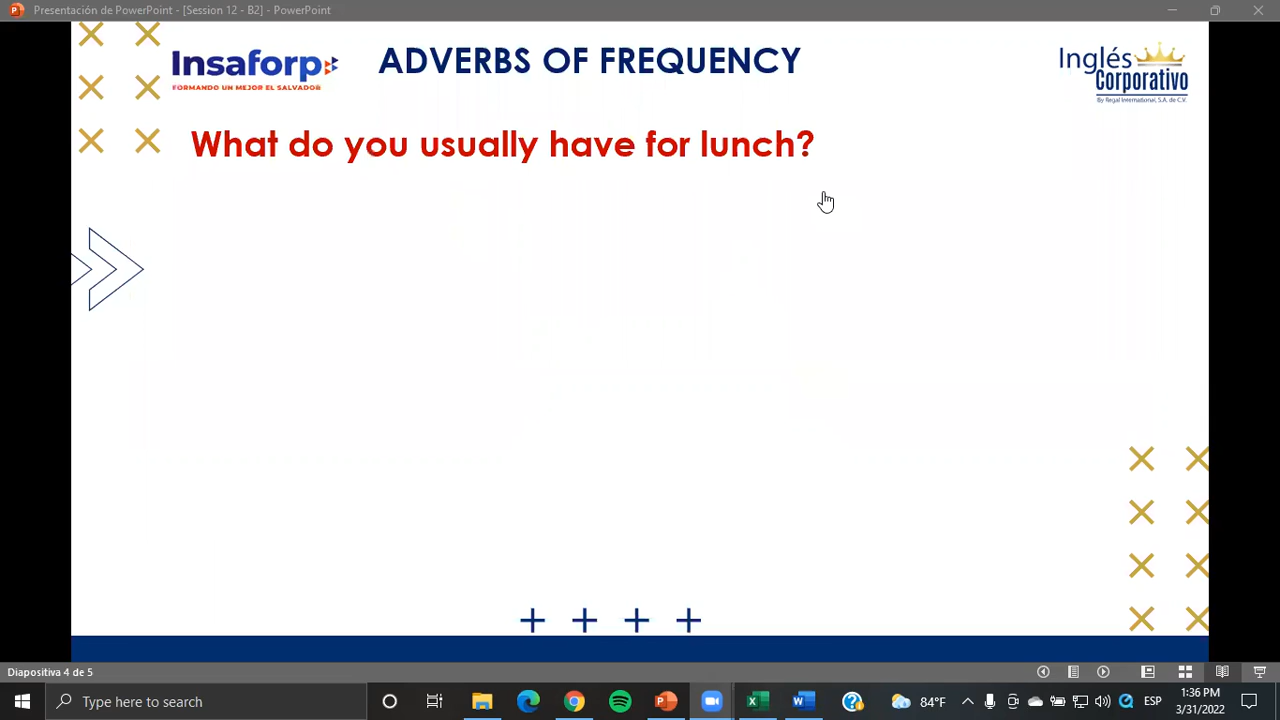 Presentación de PowerPoint - [Session 12 - B2] - PowerPoint
Insaforp
FORMANDO UN MEJOR EL SALVADOR
ADVERBS OF FREQUENCY
Inglés
Corporativo
By Regal International, S.A. de C.V.
What do you usually have for lunch?
Diapositiva 4 de 5
Type here to search
84°F
ESP
1:36 PM
3/31/2022